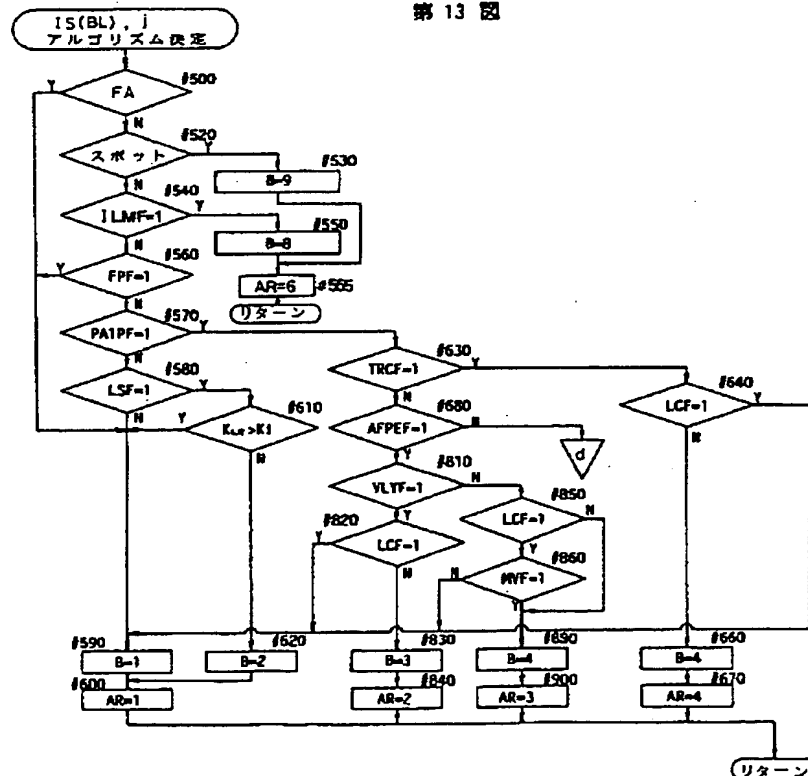 第 13 図
IS(BL), j
アルゴリズム決定
#500
FA
Y
N
#520
スポット
Y
N
#530
B=9
#540
ILMF=1
Y
N
#550
B=8
#560
FPF=1
Y
N
AR=6
#555
リターン
#570
PA1PF=1
Y
N
#580
LSF=1
Y
N
#610
Y
N
#630
TRCF=1
Y
N
#640
LCF=1
Y
N
#680
AFPEF=1
N
Y
d
#810
VLYF=1
N
Y
#820
LCF=1
Y
N
#850
LCF=1
N
Y
#860
MVF=1
N
Y
#590
B=1
#620
B=2
#830
B=3
#890
B=4
#660
B=4
#600
AR=1
#840
AR=2
#900
AR=3
#670
AR=4
リターン